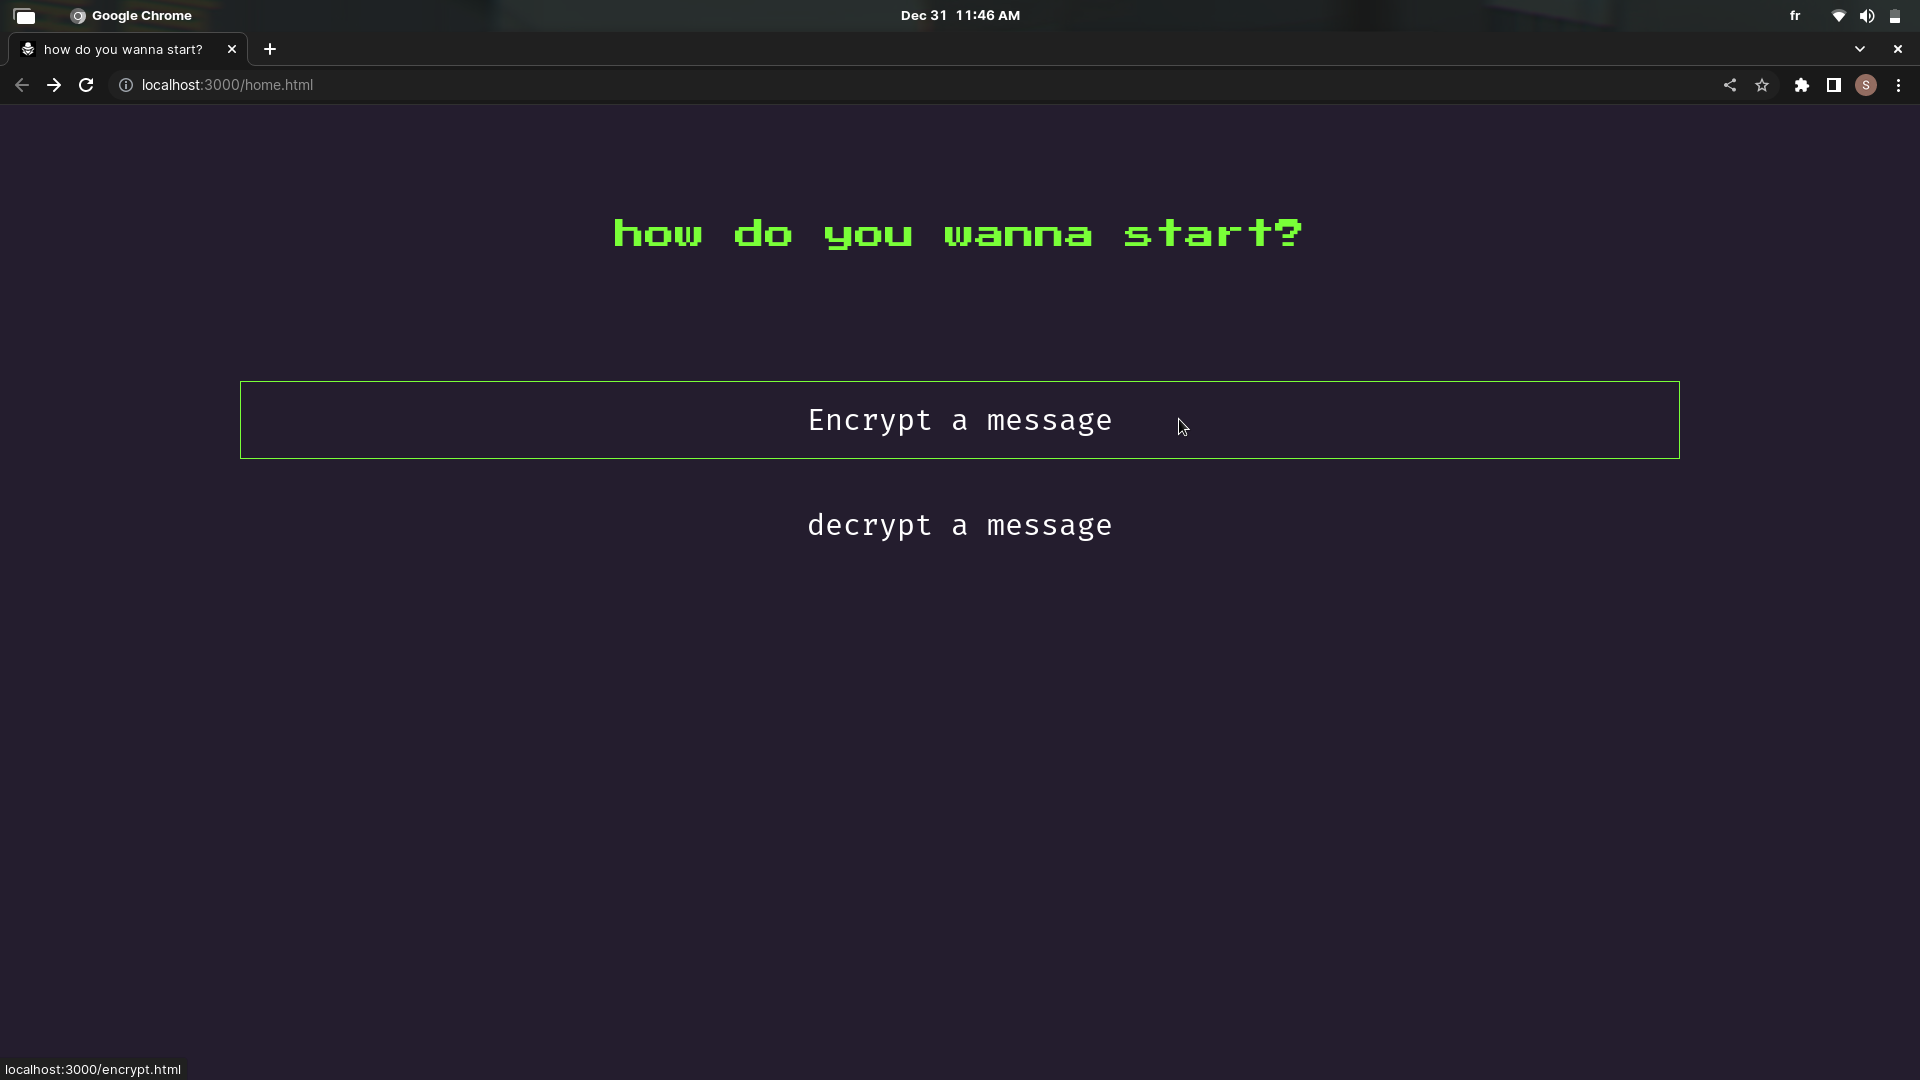 Google Chrome
Dec 31 11:46 AM
fr
how do you wanna start?
localhost:3000/home.html
S
how do you wanna start?
Encrypt a message
decrypt a message
localhost:3000/encrypt.html